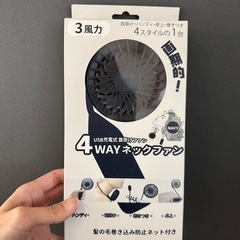 3風力
首掛け・ハンディ・卓上・巻きつき
4スタイルの1台
画期的!
NAVY
USB充電式 首掛けファン
4WAYネックファン
髪の毛巻き込み防止ネット付き